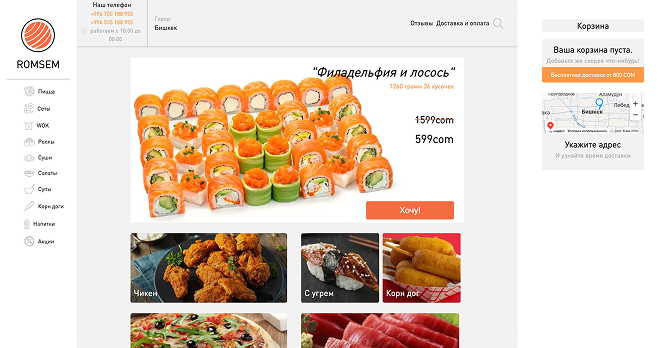 ROMSEM
Пицца
Сеты
WOK
Роллы
Суши
Салаты
Супы
Корн доги
Напитки
Акции
Наш телефон
+996 705 188 955
+996 555 188 955
работаем с 10:00 до
00:00
Город:
Бишкек
Отзывы Доставка и оплата
"Филадельфия и лосось"
1260 грамм 36 кусочек
1599com
599com
Хочу!
Чикен
С угрем
Корн дог
Корзина
Ваша корзина пуста.
Добавьте же скорее что-нибудь!
Бесплатная доставка от 800 СОМ
Бишкек
Укажите адрес
И узнайте время доставки